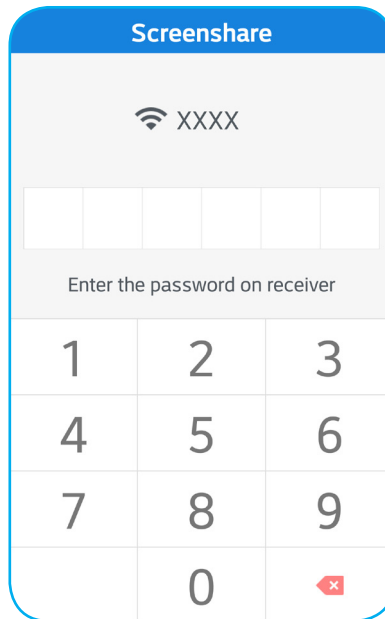 Screenshare
XXXX
Enter the password on receiver
1 2 3
4 5 6
7 8 9
0